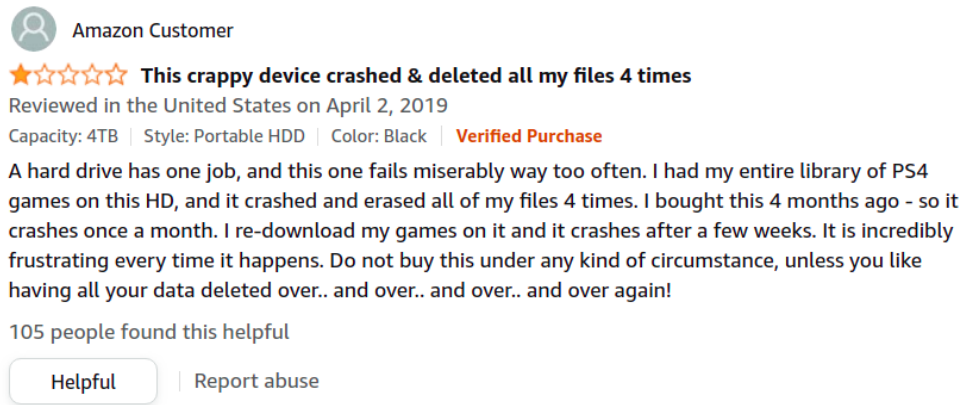 Amazon Customer
This crappy device crashed & deleted all my files 4 times
Reviewed in the United States on April 2, 2019
Capacity: 4TB | Style: Portable HDD | Color: Black | Verified Purchase
A hard drive has one job, and this one fails miserably way too often. I had my entire library of PS4
games on this HD, and it crashed and erased all of my files 4 times. I bought this 4 months ago - so it
crashes once a month. I re-download my games on it and it crashes after a few weeks. It is incredibly
frustrating every time it happens. Do not buy this under any kind of circumstance, unless you like
having all your data deleted over.. and over.. and over.. and over again!
105 people found this helpful
Helpful | Report abuse